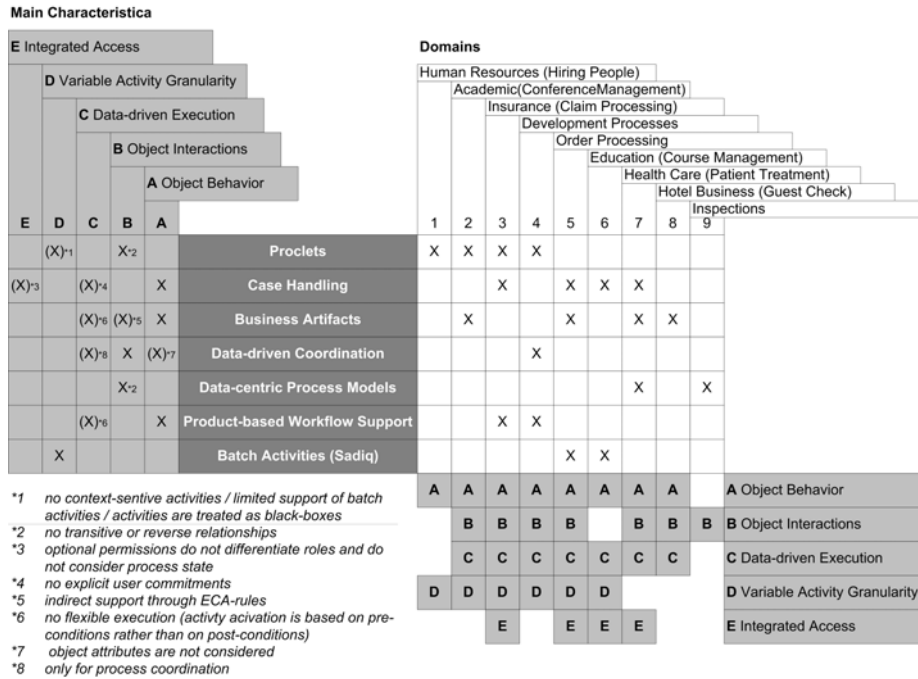 Main Characteristica
E Integrated Access
D Variable Activity Granularity
C Data-driven Execution
B Object Interactions
A Object Behavior
Domains
Human Resources (Hiring People)
Academic(ConferenceManagement)
Insurance (Claim Processing)
Development Processes
Order Processing
Education (Course Management)
Health Care (Patient Treatment)
Hotel Business (Guest Check)
Inspections
E D C B A 1 2 3 4 5 6 7 8 9
(X)*1 X*2 Proclets X X X X
(X)*3 (X)*4 X Case Handling X X X X
(X)*6 (X)*5 X Business Artifacts X X X X
(X)*8 X (X)*7 Data-driven Coordination X
X*2 Data-centric Process Models X X
(X)*6 X Product-based Workflow Support X X
X Batch Activities (Sadiq) X X
A A A A A A A A A Object Behavior
B B B B B B B B Object Interactions
C C C C C C C C Data-driven Execution
D D D D D D D Variable Activity Granularity
E E E E E Integrated Access
*1 no context-sentive activities / limited support of batch
activities / activities are treated as black-boxes
*2 no transitive or reverse relationships
*3 optional permissions do not differentiate roles and do
not consider process state
*4 no explicit user commitments
*5 indirect support through ECA-rules
*6 no flexible execution (activty acivation is based on pre-
conditions rather than on post-conditions)
*7 object attributes are not considered
*8 only for process coordination